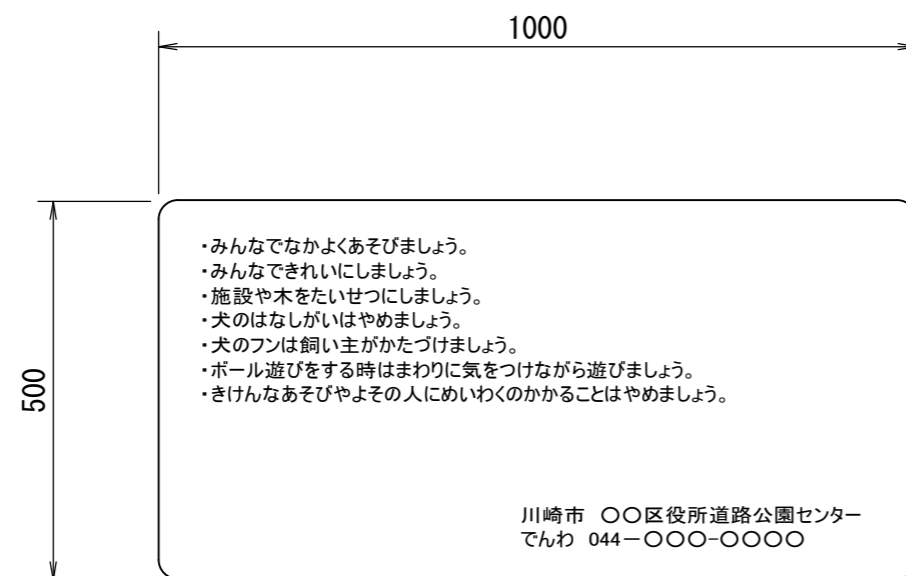 1000
500
・みんなでなかよくあそびましょう。
・みんなできれいにしましょう。
・施設や木をたいせつにしましょう。
・犬のはなしがいはやめましょう。
・犬のフンは飼い主がかたづけましょう。
・ボール遊びをする時はまわりに気をつけながら遊びましょう。
・きけんなあそびやよその人にめいわくのかかることはやめましょう。
川崎市　〇〇区役所道路公園センター
でんわ　044－〇〇〇-〇〇〇〇